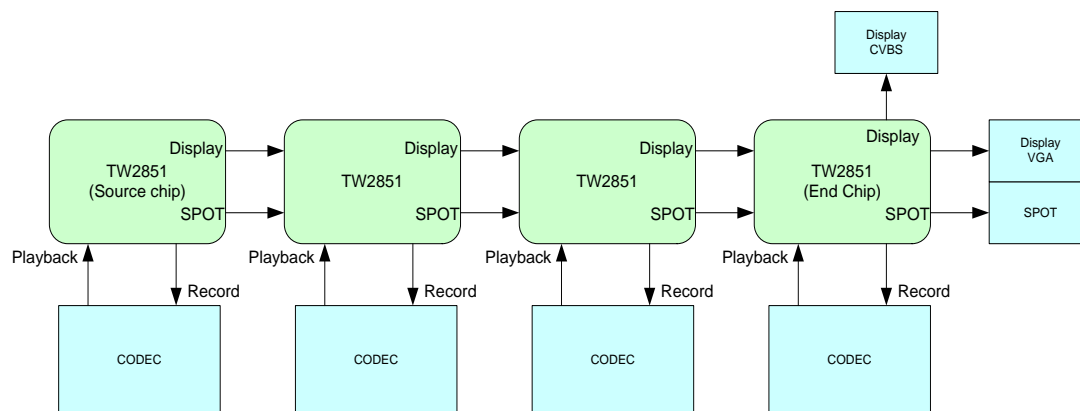 Display
CVBS
Display
TW2851
(Source chip)
SPOT
Display
TW2851
SPOT
Display
TW2851
SPOT
Display
TW2851
(End Chip)
SPOT
Display
VGA
SPOT
Playback
Record
CODEC
Playback
Record
CODEC
Playback
Record
CODEC
Playback
Record
CODEC